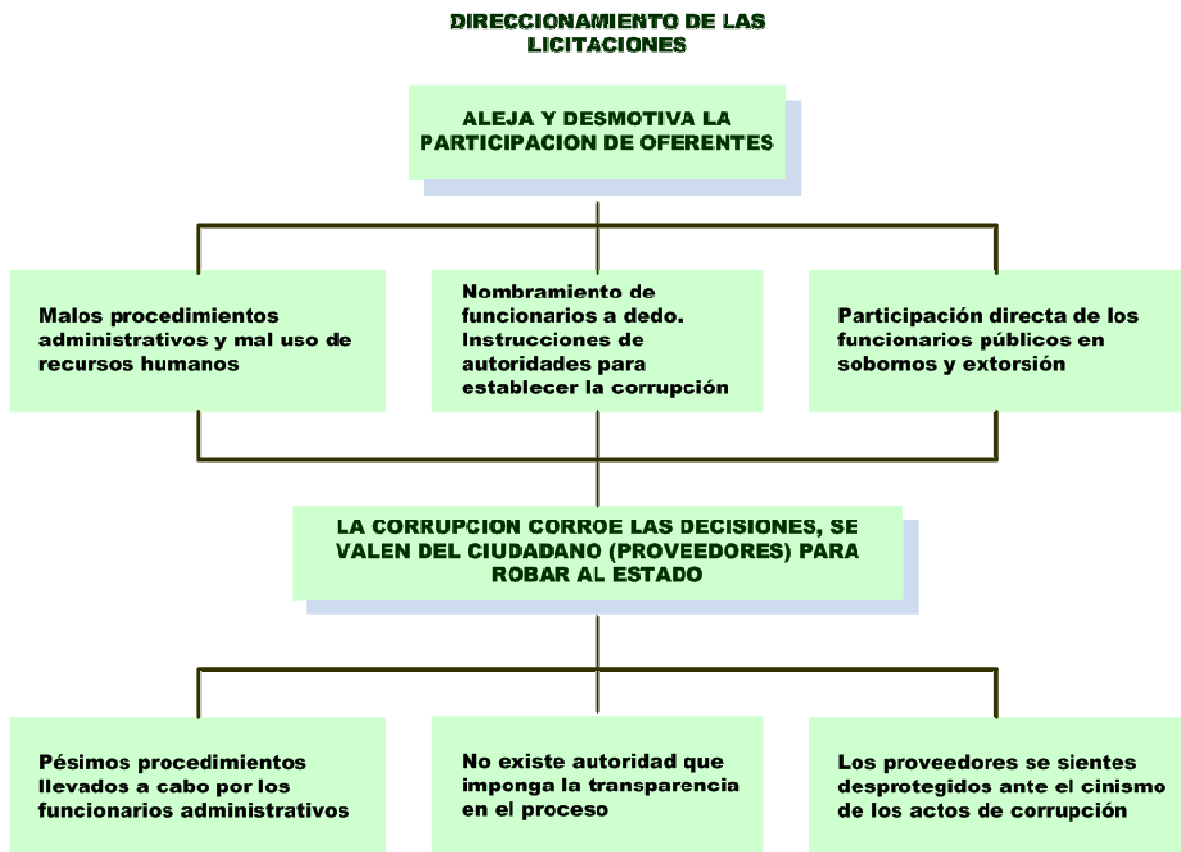 DIRECCIONAMIENTO DE LAS
LICITACIONES
ALEJA Y DESMOTIVA LA
PARTICIPACION DE OFERENTES
Malos procedimientos
administrativos y mal uso de
recursos humanos
Nombramiento de
funcionarios a dedo.
Instrucciones de
autoridades para
establecer la corrupción
Participación directa de los
funcionarios públicos en
sobornos y extorsión
LA CORRUPCION CORROE LAS DECISIONES, SE
VALEN DEL CIUDADANO (PROVEEDORES) PARA
ROBAR AL ESTADO
Pésimos procedimientos
llevados a cabo por los
funcionarios administrativos
No existe autoridad que
imponga la transparencia
en el proceso
Los proveedores se sientes
desprotegidos ante el cinismo
de los actos de corrupción